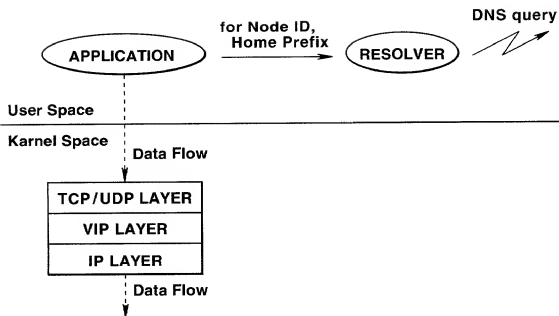 DNS query
for Node ID,
Home Prefix
APPLICATION
RESOLVER
User Space
Karnel Space
Data Flow
TCP/UDP LAYER
VIP LAYER
IP LAYER
Data Flow